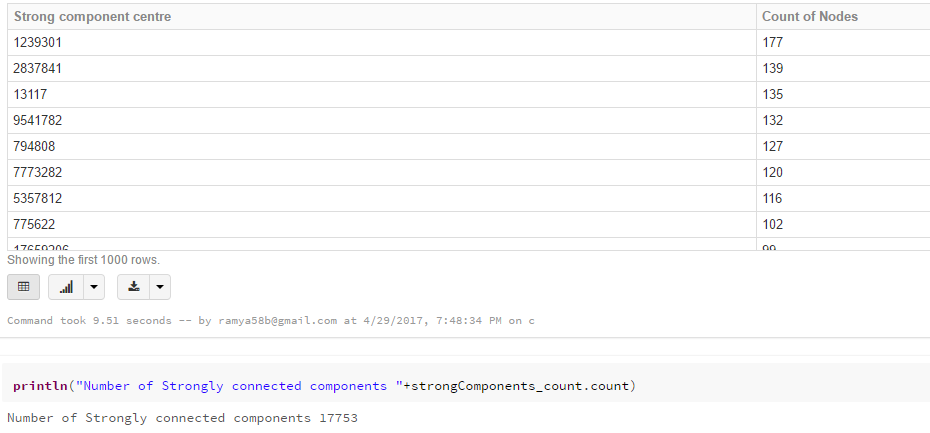 Strong component centre Count of Nodes
1239301 177
2837841 139
13117 135
9541782 132
794808 127
7773282 120
5357812 116
775622 102
17659206 99
Showing the first 1000 rows.
Command took 9.51 seconds -- by ramya58b@gmail.com at 4/29/2017, 7:48:34 PM on c
println("Number of Strongly connected components "+strongComponents_count.count)
Number of Strongly connected components 17753